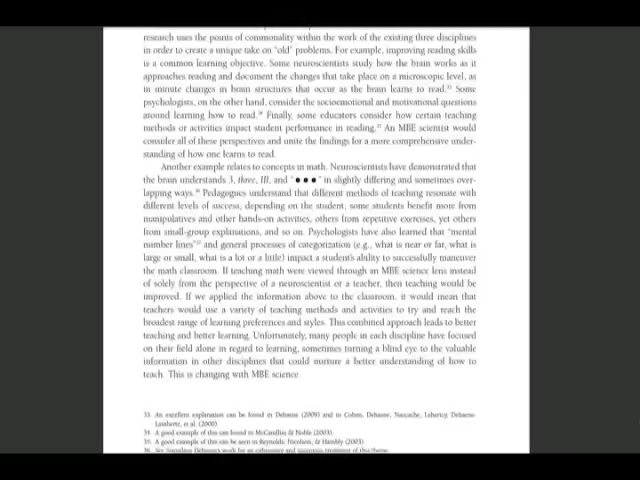 research uses the points of commonality within the work of the existing three disciplines
in order to create a unique take on "old" problems. For example, improving reading skills
is a common learning objective. Some neuroscientists study how the brain works as it
approaches reading and document the changes that take place on a microscopic level, as
in minute changes in brain structures that occur as the brain learns to read.33 Some
psychologists, on the other hand, consider the socioemotional and motivational questions
around learning how to read.34 Finally, some educators consider how certain teaching
methods or activities impact student performance in reading.35 An MBE scientist would
consider all of these perspectives and unite the findings for a more comprehensive under-
standing of how one learns to read.
Another example relates to concepts in math. Neuroscientists have demonstrated that
the brain understands 3, three, III, and "●●●" in slightly differing and sometimes over-
lapping ways.36 Pedagogues understand that different methods of teaching resonate with
different levels of success, depending on the student; some students benefit more from
manipulatives and other hands-on activities, others from repetitive exercises, yet others
from small-group explanations, and so on. Psychologists have also learned that "mental
number lines"37 and general processes of categorization (e.g., what is near or far, what is
large or small, what is a lot or a little) impact a student's ability to successfully maneuver
the math classroom. If teaching math were viewed through an MBE science lens instead
of solely from the perspective of a neuroscientist or a teacher, then teaching would be
improved. If we applied the information above to the classroom, it would mean that
teachers would use a variety of teaching methods and activities to try and reach the
broadest range of learning preferences and styles. This combined approach leads to better
teaching and better learning. Unfortunately, many people in each discipline have focused
on their field alone in regard to learning, sometimes turning a blind eye to the valuable
information in other disciplines that could nurture a better understanding of how to
teach. This is changing with MBE science.
33. An excellent explanation can be found in Dehaene (2009) and in Cohen, Dehaene, Naccache, Lehéricy, Dehaene-
Lambertz, et al. (2000).
34. A good example of this can found in McCandliss & Noble (2003).
35. A good example of this can be seen in Reynolds, Nicolson, & Hambly (2003).
36. See Stanislas Dehaene's work for an exhaustive and treatment of this theme.